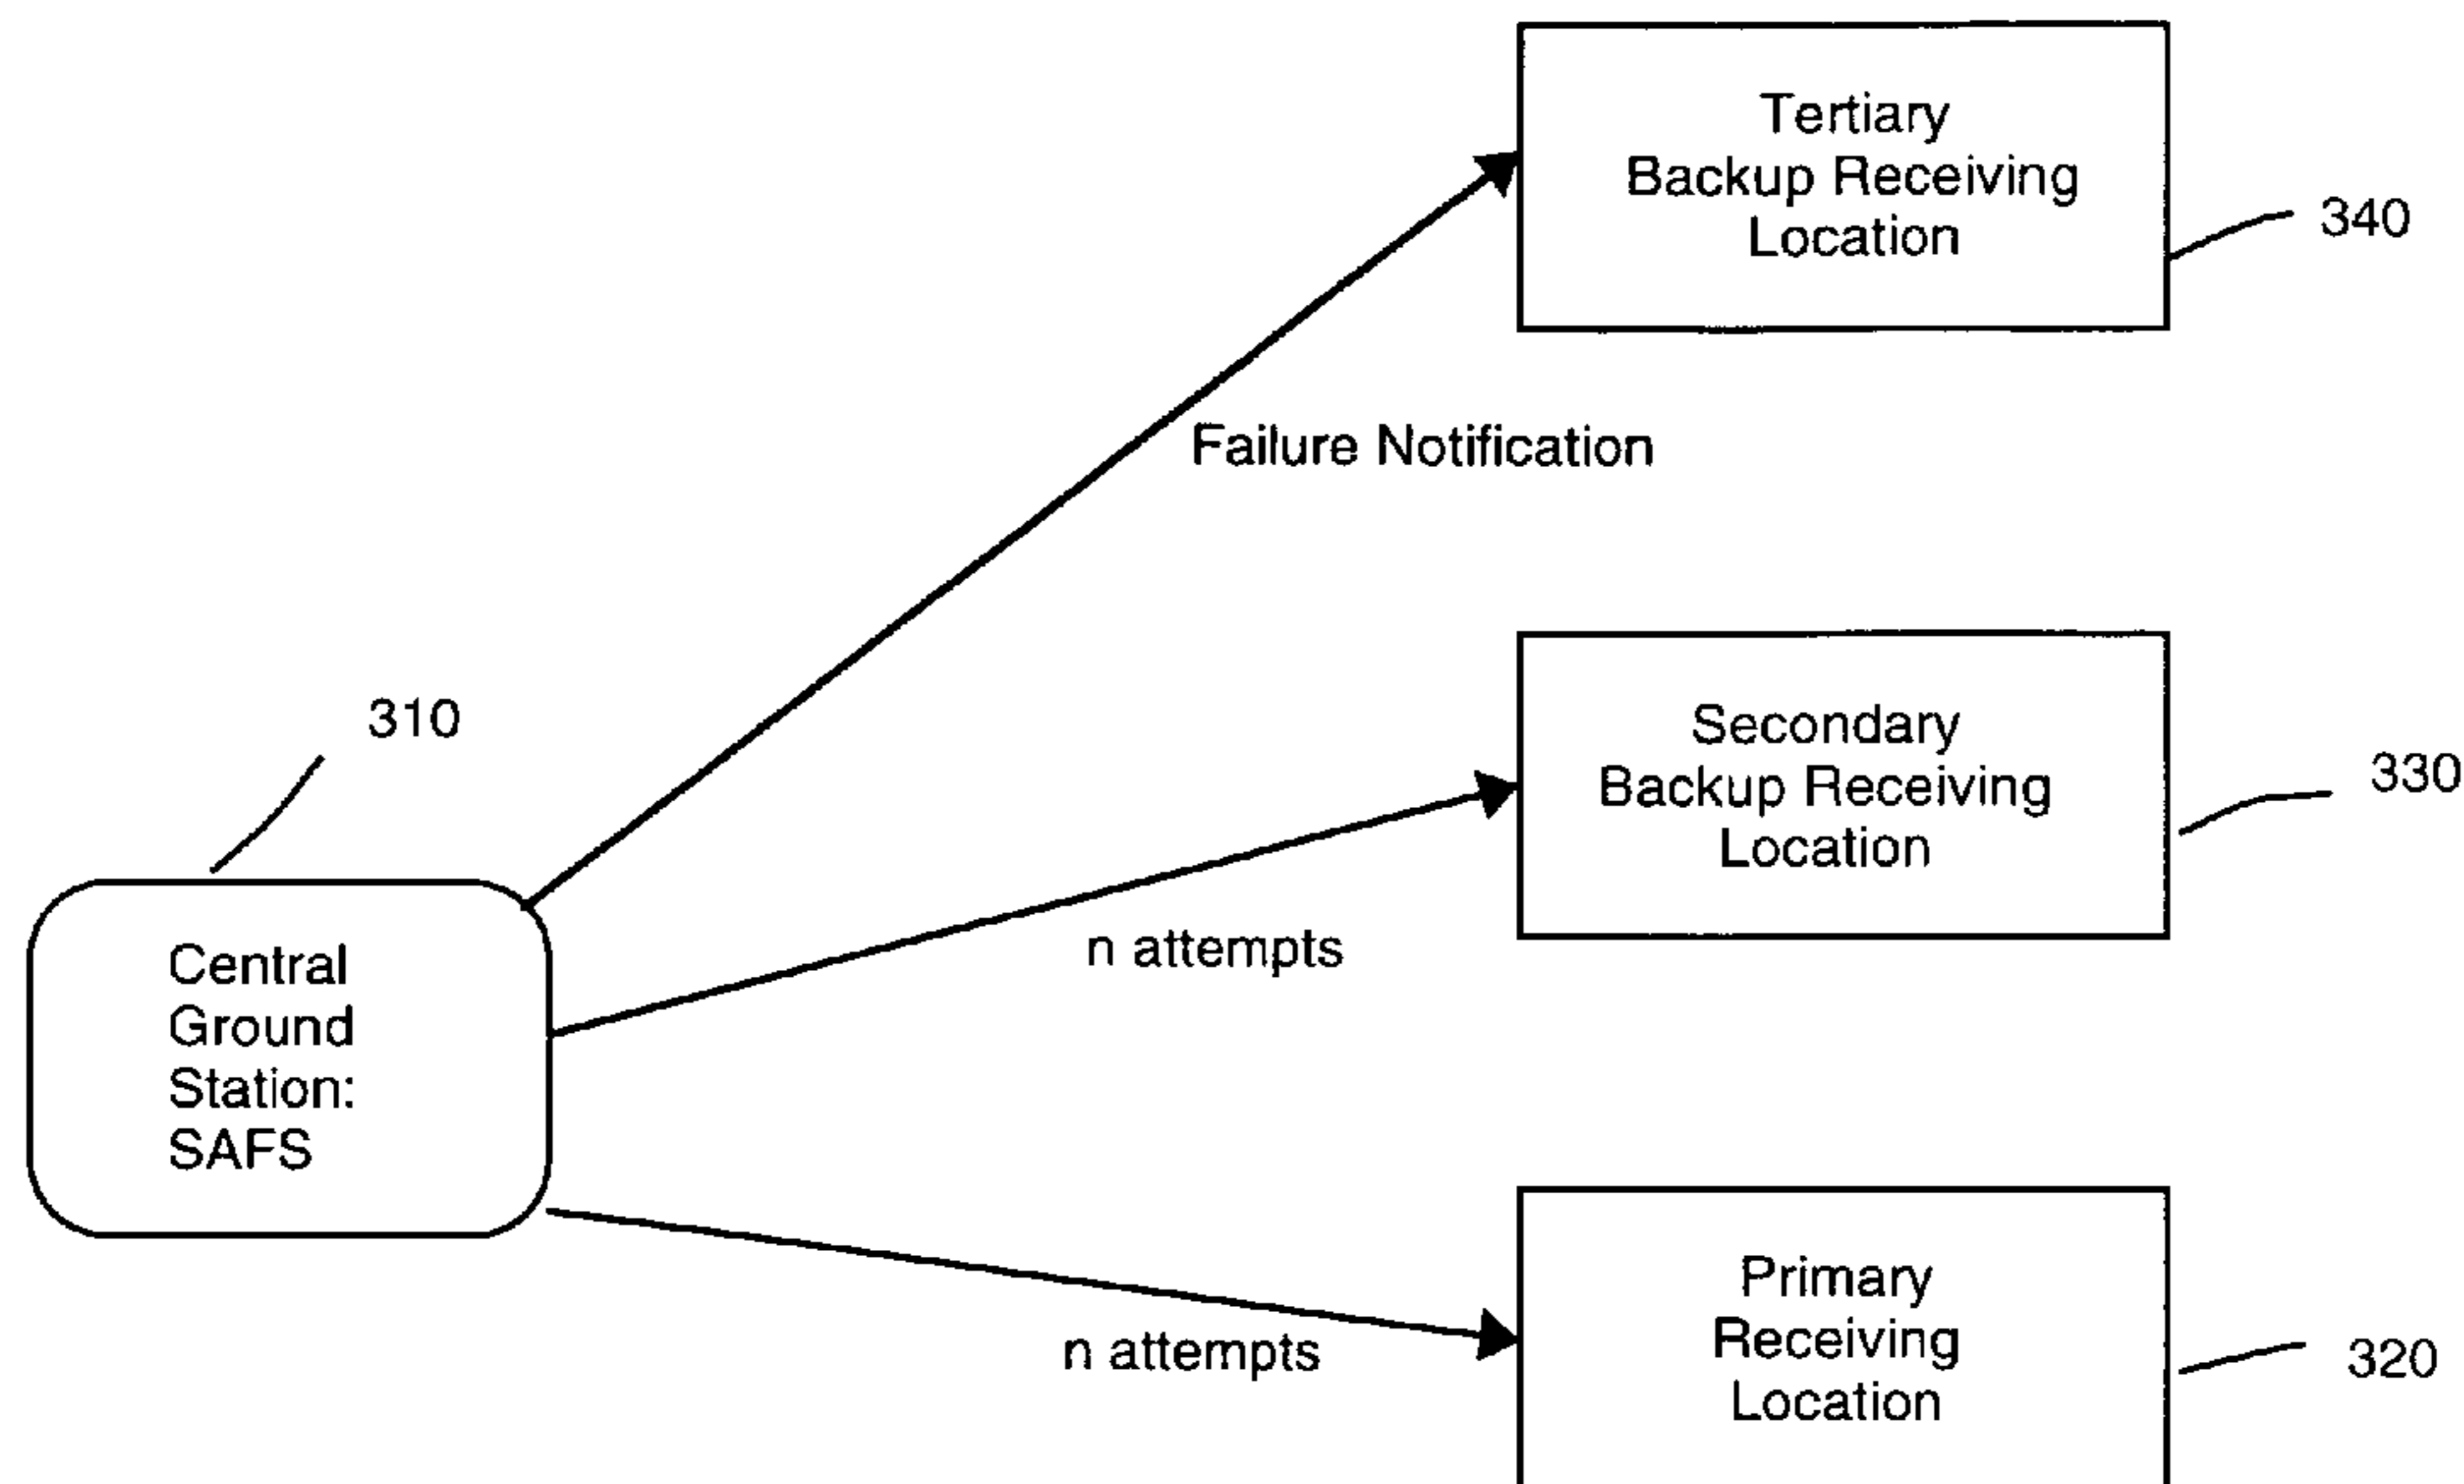 Tertiary
Backup Receiving
Location
340
Failure Notification
310
Secondary
Backup Receiving
Location
330
n attempts
Central
Ground
Station:
SAFS
Primary
Receiving
Location
320
n attempts